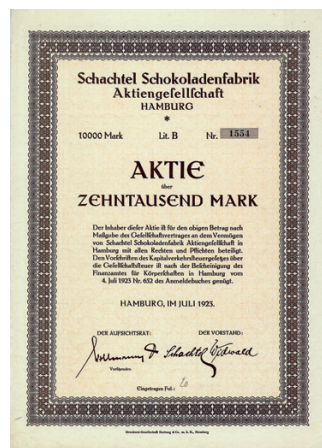 Schachtel Schokoladenfabrik
Aktiengesellschaft
HAMBURG
*
10000 Mark Lit. B Nr. 1554
AKTIE
über
ZEHNTAUSEND MARK
Der Inhaber dieser Aktie ist für den obigen Betrag nach
Maßgabe des Gesellschaftsvertrages an dem Vermögen
von Schachtel Schokoladenfabrik Aktiengesellschaft in
Hamburg mit allen Rechten und Pflichten beteiligt.
Den Vorschriften des Kapitalverkehrsteuergesetzes über
die Gesellschaftsteuer ist nach der Bescheinigung des
Finanzamtes für Körperschaften in Hamburg vom
4. Juli 1923 Nr. 652 des Anmeldebuches genügt.
HAMBURG, IM JULI 1923.
DER AUFSICHTSRAT: DER VORSTAND:
Schachtel
Vorsitzender.
Eingetragen Fol.: